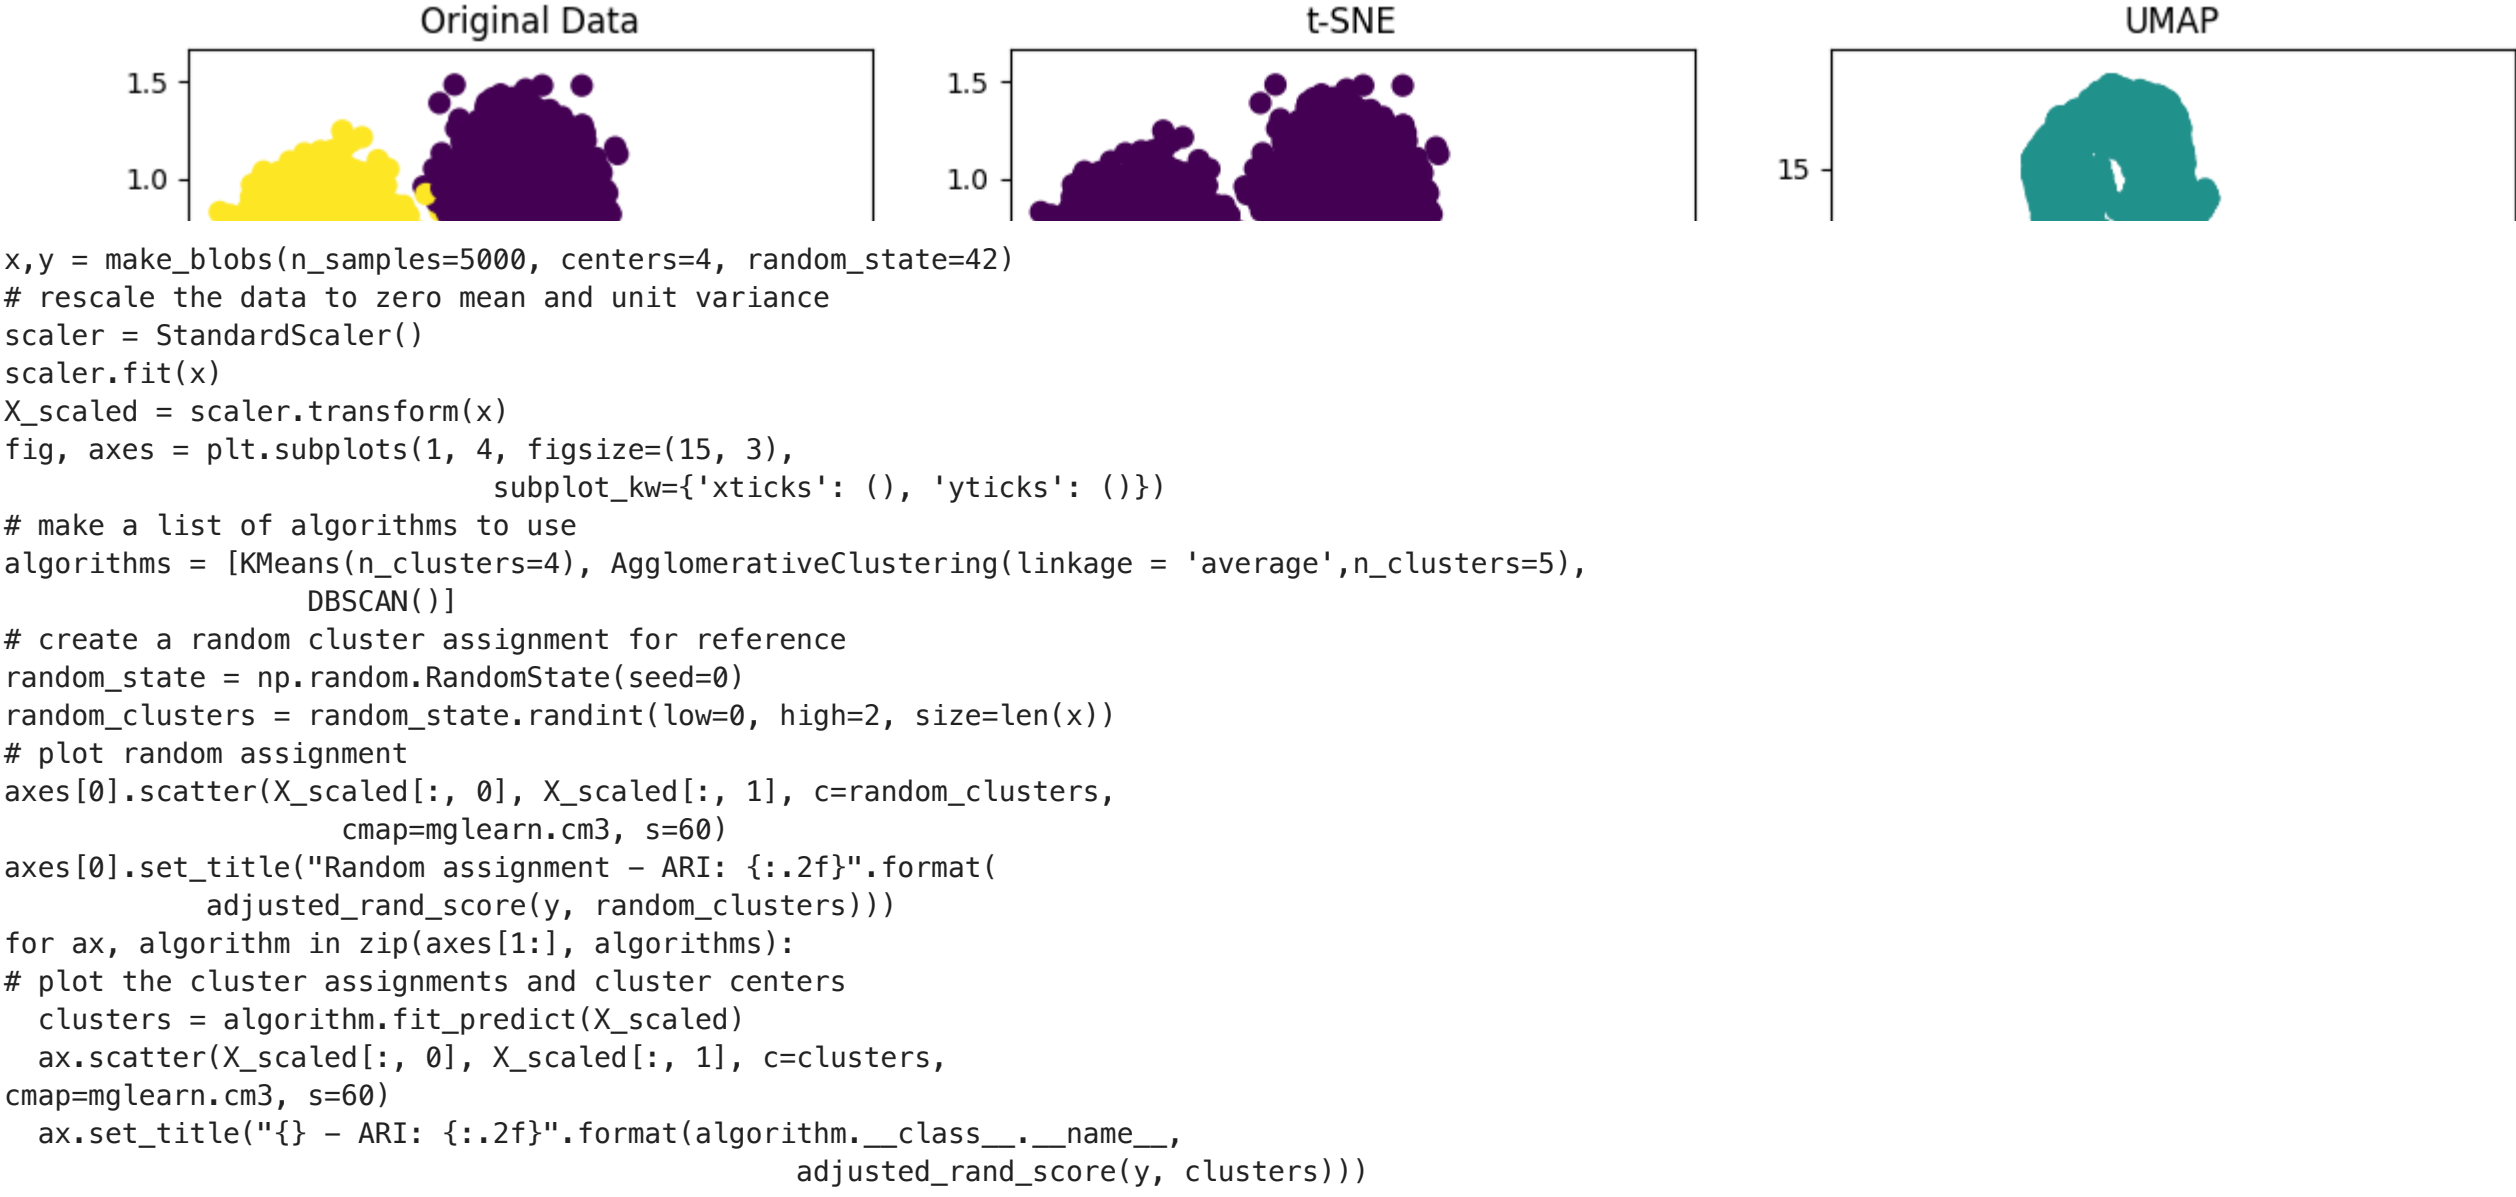 Original Data
t-SNE
UMAP
1.5
1.5
1.0
1.0
15
x,y = make_blobs(n_samples=5000, centers=4, random_state=42)
# rescale the data to zero mean and unit variance
scaler = StandardScaler()
scaler.fit(x)
X_scaled = scaler.transform(x)
fig, axes = plt.subplots(1, 4, figsize=(15, 3),
                             subplot_kw={'xticks': (), 'yticks': ()})
# make a list of algorithms to use
algorithms = [KMeans(n_clusters=4), AgglomerativeClustering(linkage = 'average',n_clusters=5),
                  DBSCAN()]
# create a random cluster assignment for reference
random_state = np.random.RandomState(seed=0)
random_clusters = random_state.randint(low=0, high=2, size=len(x))
# plot random assignment
axes[0].scatter(X_scaled[:, 0], X_scaled[:, 1], c=random_clusters,
                    cmap=mglearn.cm3, s=60)
axes[0].set_title("Random assignment - ARI: {:.2f}".format(
            adjusted_rand_score(y, random_clusters)))
for ax, algorithm in zip(axes[1:], algorithms):
# plot the cluster assignments and cluster centers
  clusters = algorithm.fit_predict(X_scaled)
  ax.scatter(X_scaled[:, 0], X_scaled[:, 1], c=clusters,
cmap=mglearn.cm3, s=60)
  ax.set_title("{} - ARI: {:.2f}".format(algorithm.__class__.__name__,
                                               adjusted_rand_score(y, clusters)))